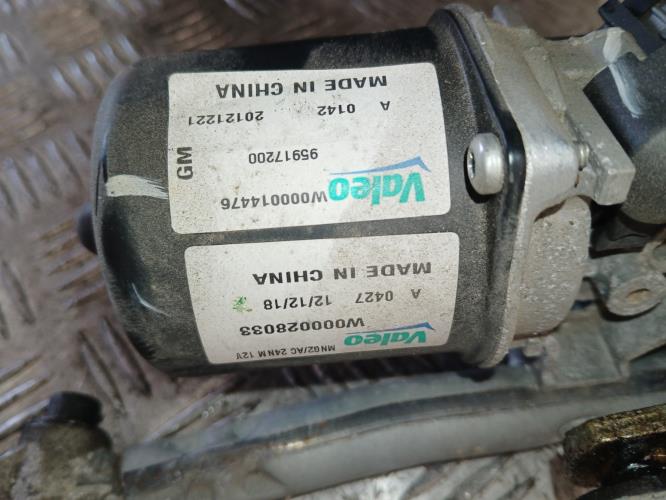 Valeo
MNG2/AC 24NM 12V
W000028033
A 0427 12/12/18
MADE IN CHINA
Valeo
W000014476
95917200
GM
A 0142 20121221
MADE IN CHINA